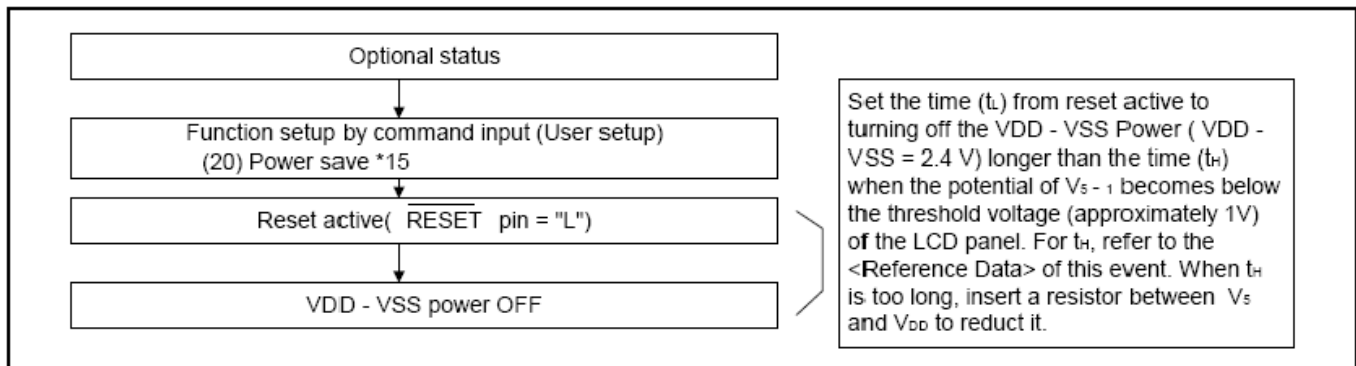 Optional status
Function setup by command input (User setup)
(20) Power save *15
Reset active( RESET pin = "L")
VDD - VSS power OFF
Set the time (tL) from reset active to
turning off the VDD - VSS Power ( VDD -
VSS = 2.4 V) longer than the time (tH)
when the potential of V5 - 1 becomes below
the threshold voltage (approximately 1V)
of the LCD panel. For tH, refer to the
<Reference Data> of this event. When tH
is too long, insert a resistor between V5
and VDD to reduct it.